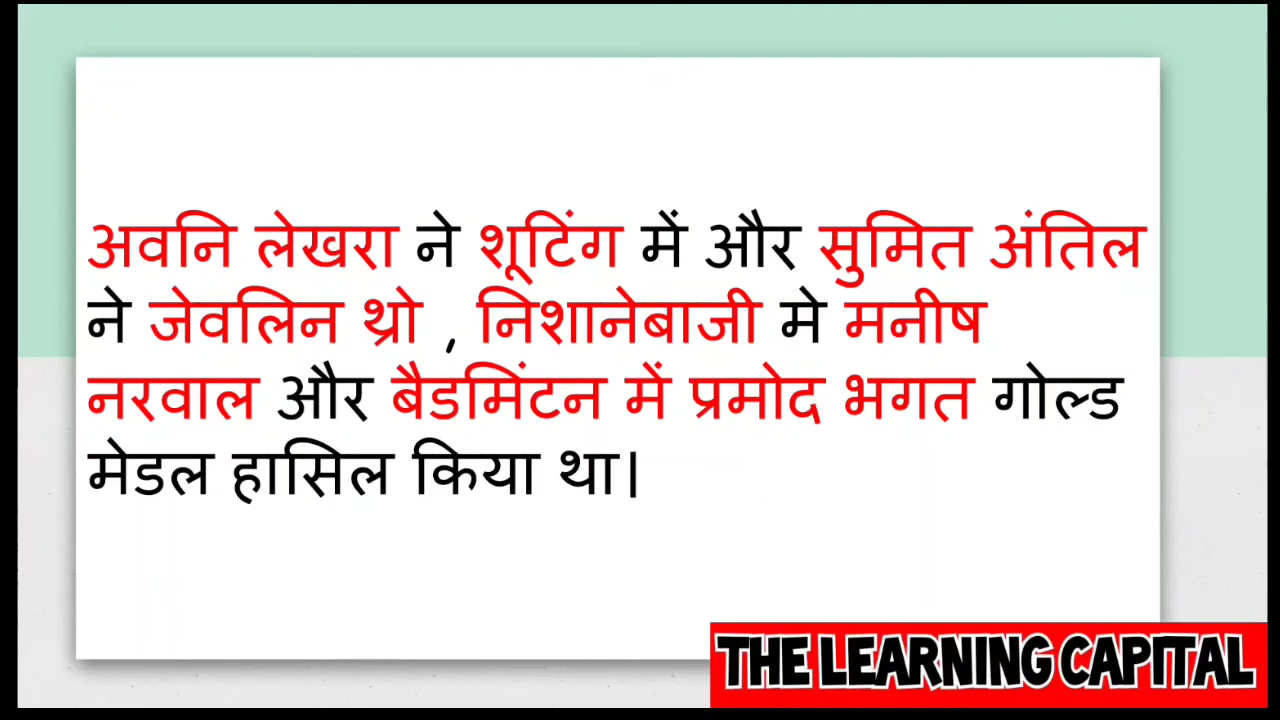 अवनि लेखरा ने शूटिंग में और सुमित अंतिल
ने जेवलिन थ्रो , निशानेबाजी मे मनीष
नरवाल और बैडमिंटन में प्रमोद भगत गोल्ड
मेडल हासिल किया था।
THE LEARNING CAPITAL